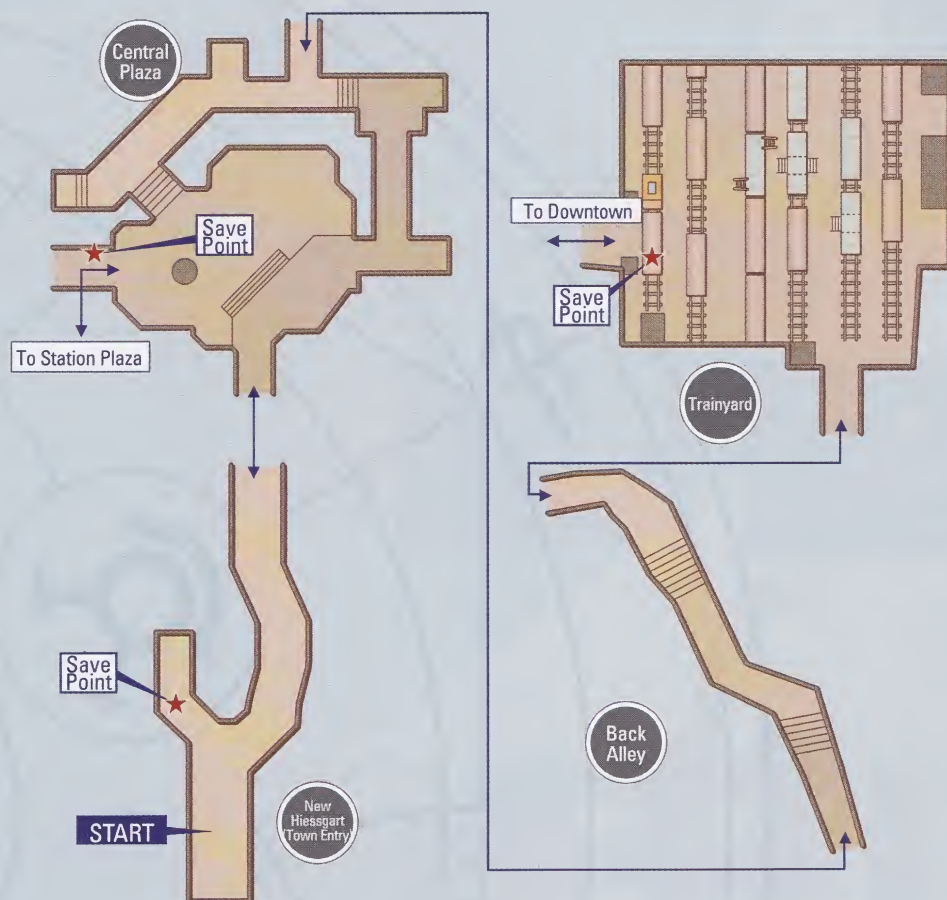 Central
Plaza
Save
Point
To Station Plaza
To Downtown
Save
Point
Trainyard
Save
Point
START
New
Hiessgart
(Town Entry)
Back
Alley